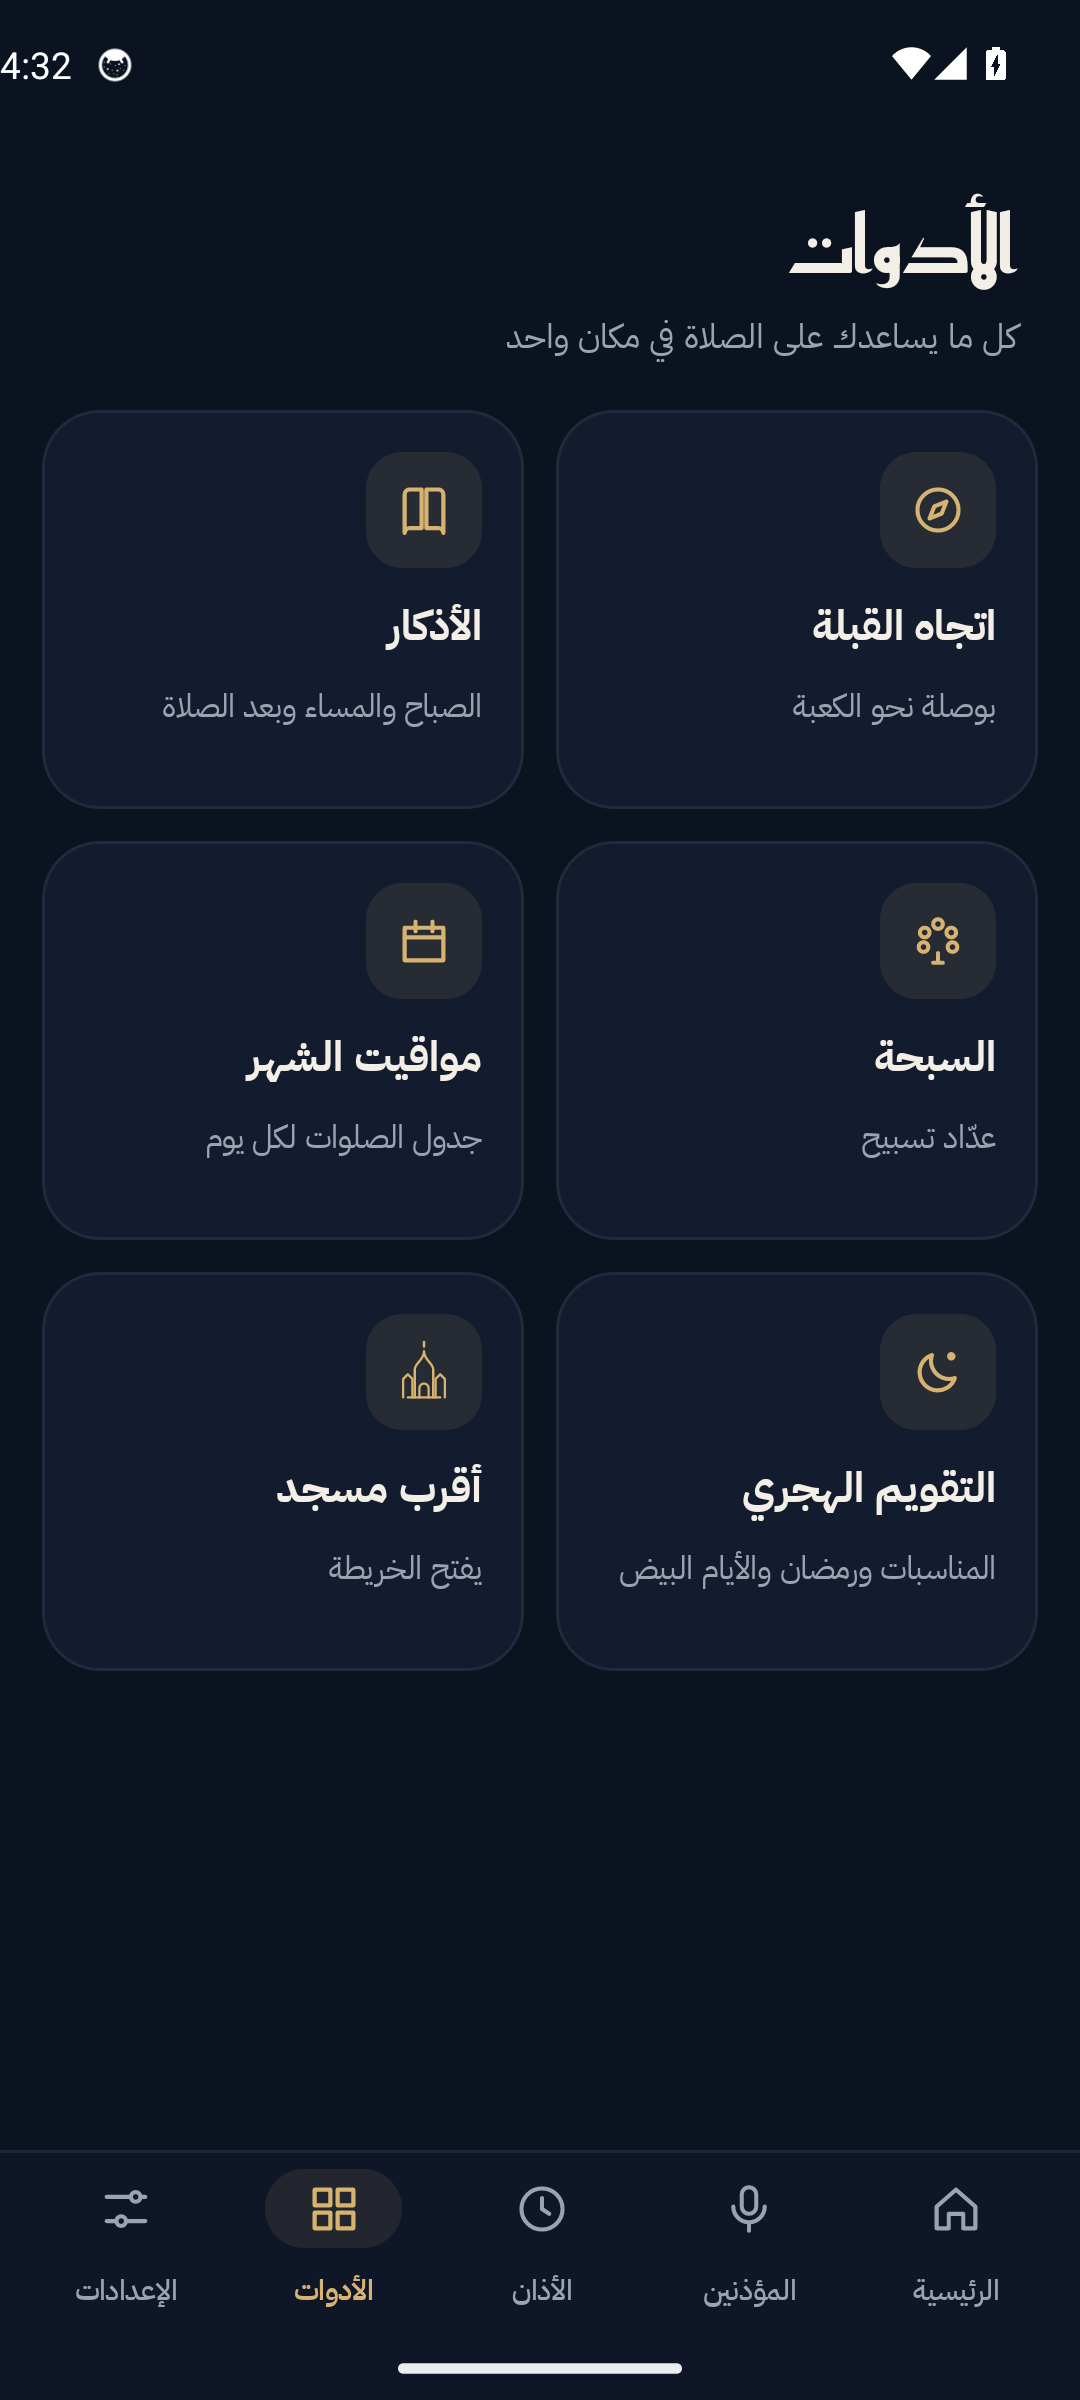 4:32
الأدوات
كل ما يساعدك على الصلاة في مكان واحد
اتجاه القبلة
بوصلة نحو الكعبة
الأذكار
الصباح والمساء وبعد الصلاة
السبحة
عدّاد تسبيح
مواقيت الشهر
جدول الصلوات لكل يوم
التقويم الهجري
المناسبات ورمضان والأيام البيض
أقرب مسجد
يفتح الخريطة
الرئيسية
المؤذنين
الأذان
الأدوات
الإعدادات